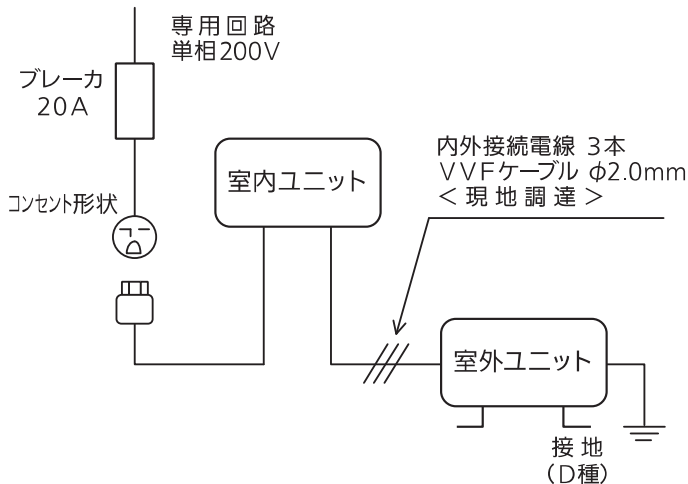 専用回路
単相200V
ブレーカ
20A
コンセント形状
室内ユニット
内外接続電線 3本
VVFケーブル φ2.0mm
＜現地調達＞
室外ユニット
接地
(D種)